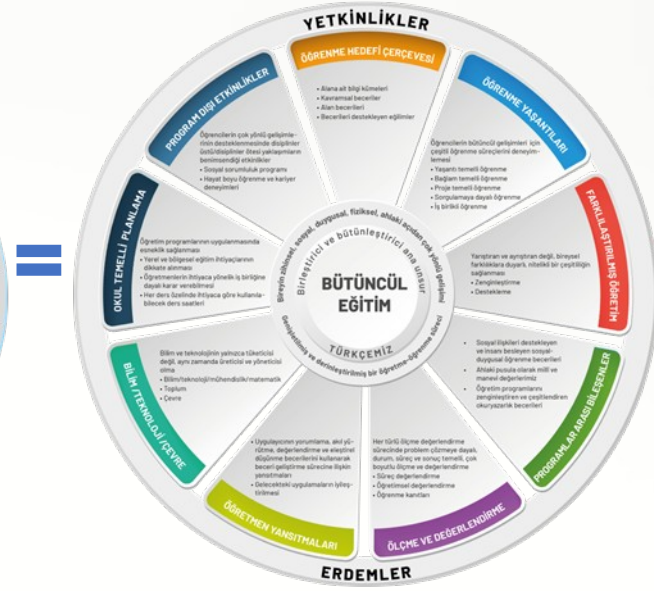 YETKİNLİKLER
ÖĞRENME HEDEFİ ÇERÇEVESİ
• Alana ait bilgi kümeleri
• Kavramsal beceriler
• Alan becerileri
• Becerileri destekleyen eğilimler
ÖĞRENME YAŞANTILARI
Öğrencilerin bütüncül gelişimleri için
çeşitli öğrenme süreçlerini deneyim-
lemesi
• Yaşantı temelli öğrenme
• Bağlam temelli öğrenme
• Proje temelli öğrenme
• Sorgulamaya dayalı öğrenme
• İş birlikli öğrenme
FARKLILAŞTIRILMIŞ ÖĞRETİM
Yarıştıran ve ayrıştıran değil, bireysel
farklılıklara duyarlı, nitelikli bir çeşitliliğin
sağlanması
• Zenginleştirme
• Destekleme
PROGRAMLAR ARASI BİLEŞENLER
• Sosyal ilişkileri destekleyen
ve insanı besleyen sosyal-
duygusal öğrenme becerileri
• Ahlaki pusula olarak millî ve
manevi değerlerimiz
• Öğretim programlarını
zenginleştiren ve çeşitlendiren
okuryazarlık becerileri
ÖLÇME VE DEĞERLENDİRME
Her türlü ölçme değerlendirme
sürecinde problem çözmeye dayalı,
durum, süreç ve sonuç temelli, çok
boyutlu ölçme ve değerlendirme
• Süreç değerlendirme
• Öğretimsel değerlendirme
• Öğrenme kanıtları
ÖĞRETMEN YANSITMALARI
• Uygulayıcının yorumlama, akıl yü-
rütme, değerlendirme ve eleştirel
düşünme becerilerini kullanarak
beceri geliştirme sürecine ilişkin
yansıtmaları
• Gelecekteki uygulamaların iyileş-
tirilmesi
BİLİM /TEKNOLOJİ /ÇEVRE
Bilim ve teknolojinin yalnızca tüketicisi
değil, aynı zamanda üreticisi ve yöneticisi
olma
• Bilim/teknoloji/mühendislik/matematik
• Toplum
• Çevre
OKUL TEMELLİ PLANLAMA
Öğretim programlarının uygulanmasında
esneklik sağlanması
• Yerel ve bölgesel eğitim ihtiyaçlarının
dikkate alınması
• Öğretmenlerin ihtiyaca yönelik iş birliğine
dayalı karar verebilmesi
• Her ders özelinde ihtiyaca göre kullanıla-
bilecek ders saatleri
PROGRAM DIŞI ETKİNLİKLER
Öğrencilerin çok yönlü gelişimle-
rinin desteklenmesinde disiplinler
üstü/disiplinler ötesi yaklaşımların
benimsendiği etkinlikler
• Sosyal sorumluluk programı
• Hayat boyu öğrenme ve kariyer
deneyimleri
Bireyin zihinsel, sosyal, duygusal, fiziksel, ahlaki açıdan çok yönlü gelişimi
Birleştirici ve bütünleştirici ana unsur
BÜTÜNCÜL
EĞİTİM
TÜRKÇEMİZ
Genişletilmiş ve derinleştirilmiş bir öğretme-öğrenme süreci
ERDEMLER